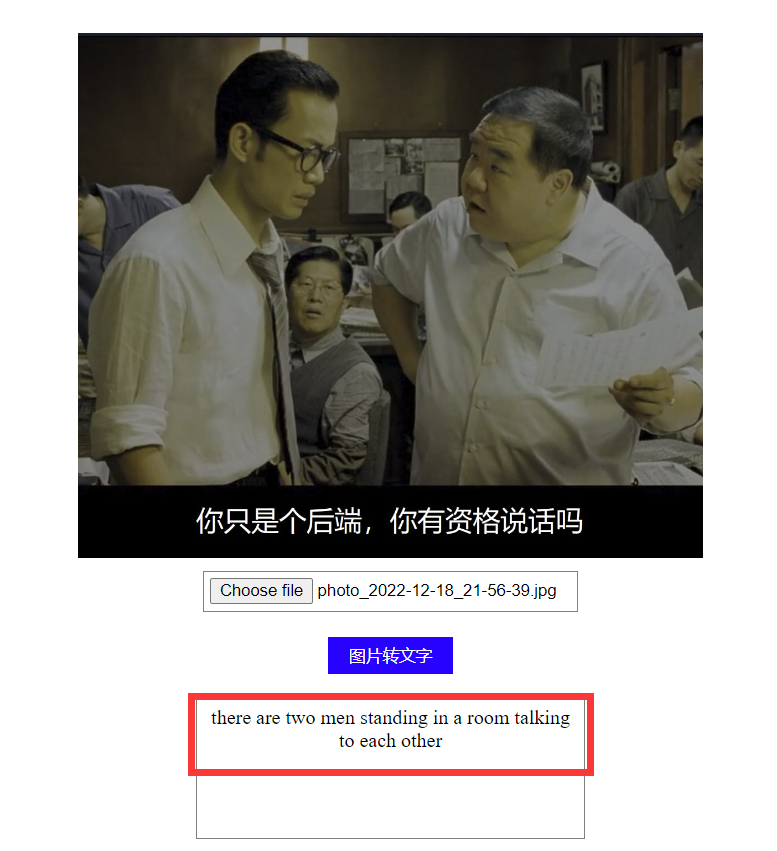 你只是个后端，你有资格说话吗
Choose file photo_2022-12-18_21-56-39.jpg
图片转文字
there are two men standing in a room talking
to each other